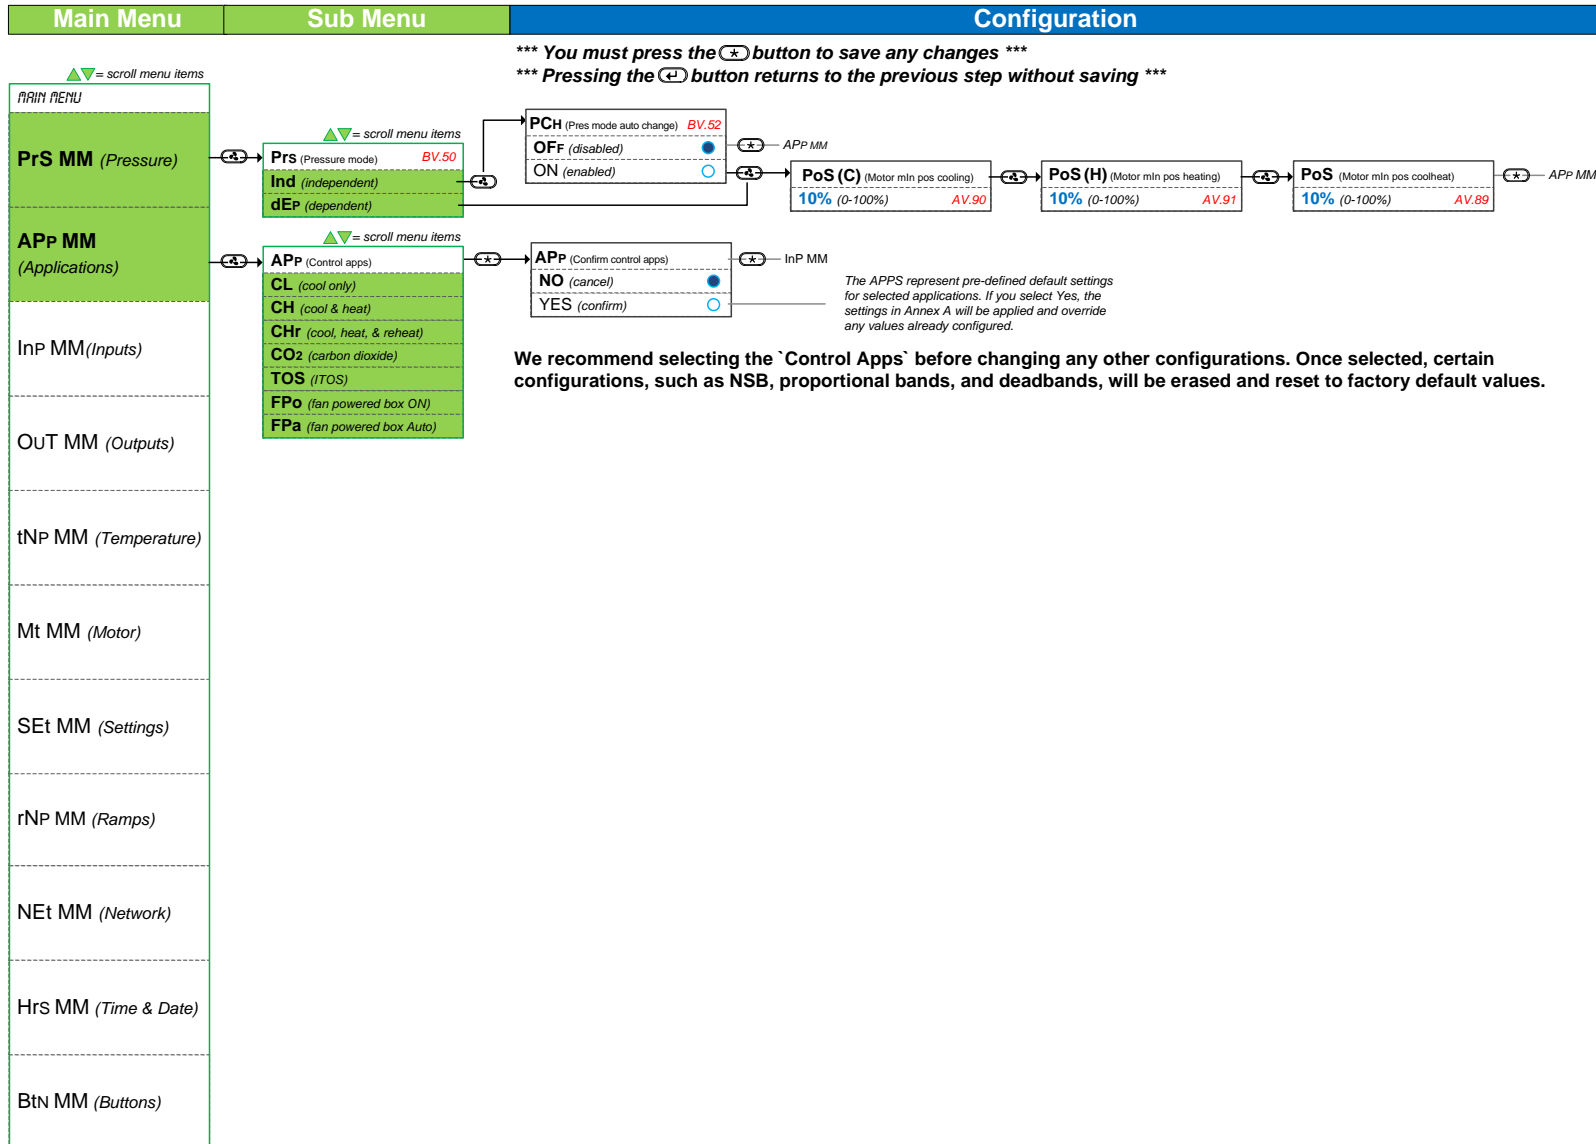 Main Menu
Sub Menu
Configuration
*** You must press the * button to save any changes ***
*** Pressing the ↵ button returns to the previous step without saving ***
= scroll menu items
MAIN MENU
PrS MM (Pressure)
APP MM
(Applications)
InP MM(Inputs)
OuT MM (Outputs)
tNP MM (Temperature)
Mt MM (Motor)
SEt MM (Settings)
rNP MM (Ramps)
NEt MM (Network)
Hrs MM (Time & Date)
BtN MM (Buttons)
= scroll menu items
Prs (Pressure mode) BV.50
Ind (independent)
dEP (dependent)
PCH (Pres mode auto change) BV.52
OFF (disabled)
ON (enabled)
* APP MM
PoS (C) (Motor mIn pos cooling)
10% (0-100%) AV.90
PoS (H) (Motor mIn pos heating)
10% (0-100%) AV.91
PoS (Motor mIn pos coolheat)
10% (0-100%) AV.89
* APP MM
= scroll menu items
APP (Control apps)
CL (cool only)
CH (cool & heat)
CHr (cool, heat, & reheat)
CO2 (carbon dioxide)
TOS (ITOS)
FPo (fan powered box ON)
FPa (fan powered box Auto)
*
APP (Confirm control apps)
NO (cancel)
YES (confirm)
* InP MM
The APPS represent pre-defined default settings
for selected applications. If you select Yes, the
settings in Annex A will be applied and override
any values already configured.
We recommend selecting the `Control Apps` before changing any other configurations. Once selected, certain
configurations, such as NSB, proportional bands, and deadbands, will be erased and reset to factory default values.